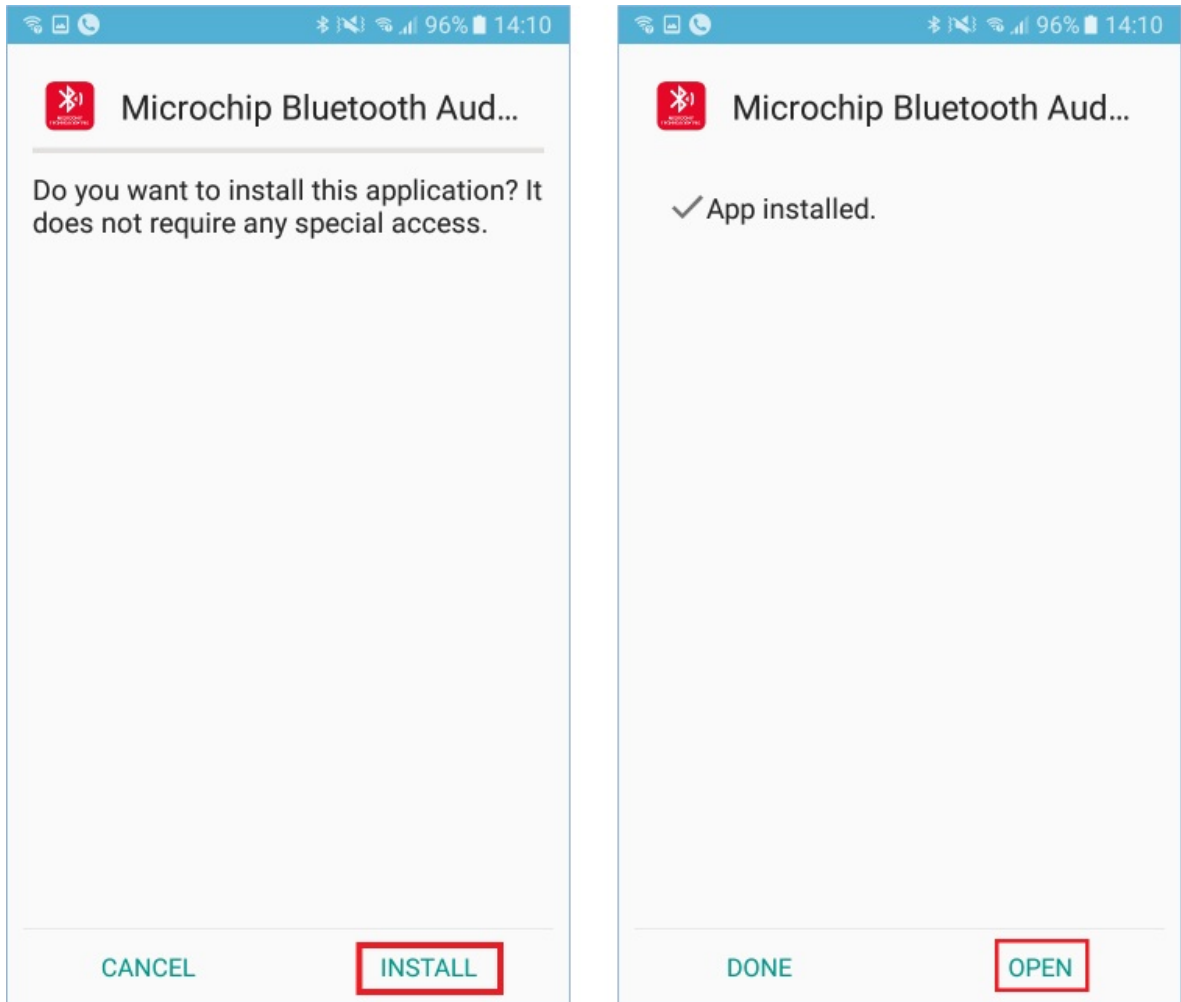 96% 14:10
Microchip Bluetooth Aud...
Do you want to install this application? It
does not require any special access.
CANCEL
INSTALL
96% 14:10
Microchip Bluetooth Aud...
App installed.
DONE
OPEN